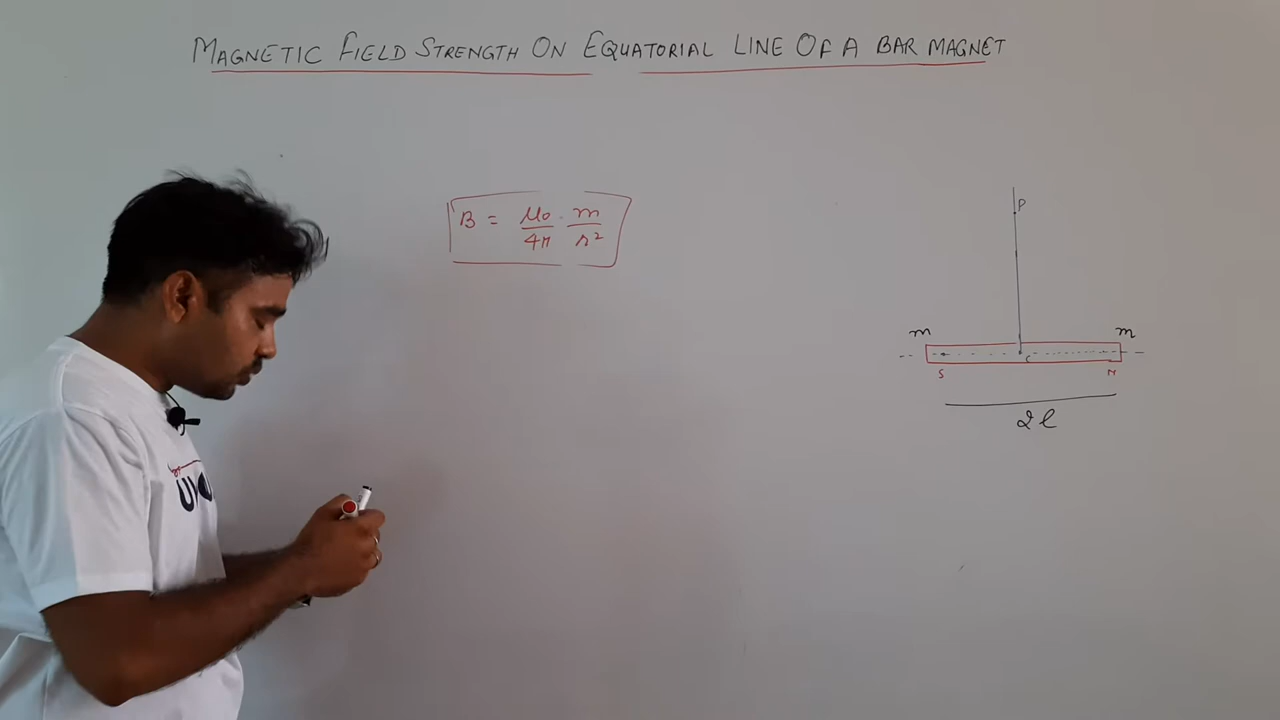 MAGNETIC FIELD STRENGTH ON EQUATORIAL LINE OF A BAR MAGNET
B = μ0/4π · m/r²
P
m m
C
S N
2l